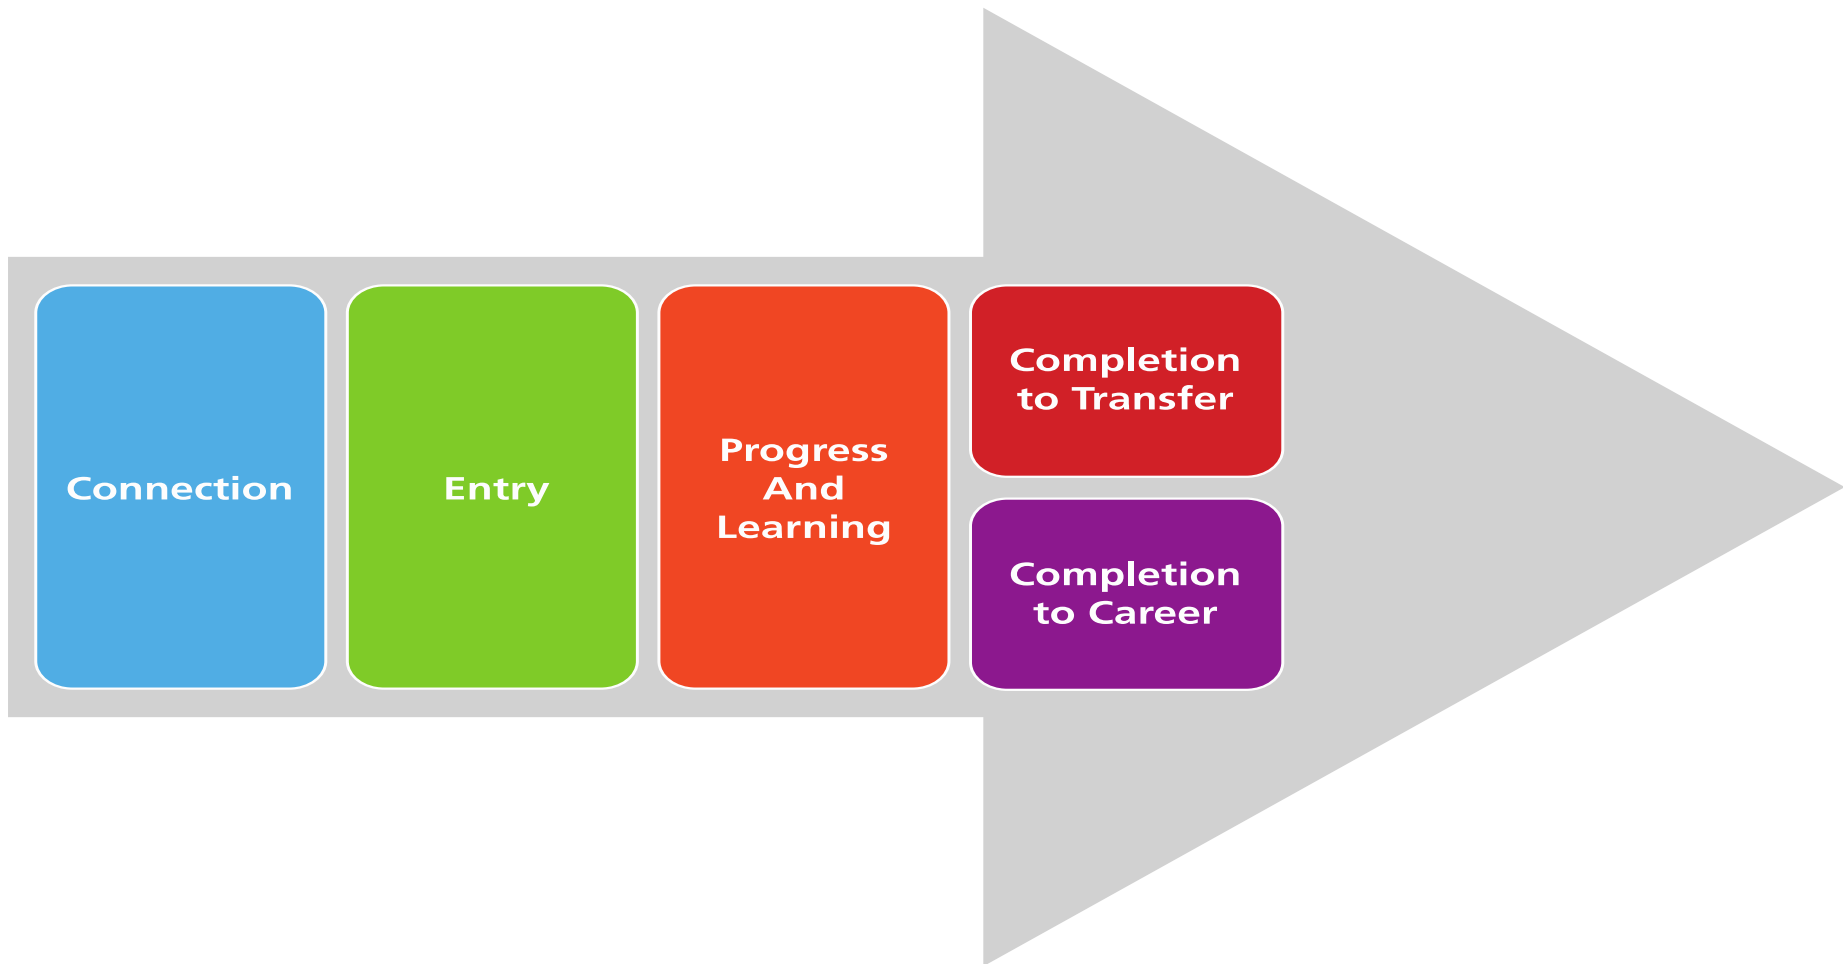 Connection
Entry
Progress
And
Learning
Completion
to Transfer
Completion
to Career